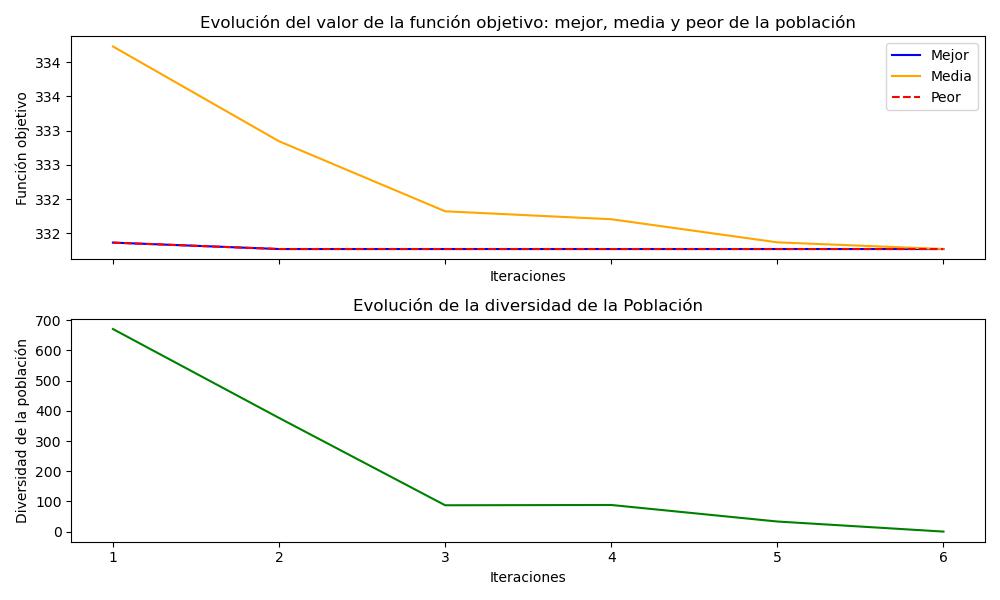 Evolución del valor de la función objetivo: mejor, media y peor de la población
Función objetivo
334
334
333
333
332
332
Mejor
Media
Peor
Iteraciones
Evolución de la diversidad de la Población
Diversidad de la población
700
600
500
400
300
200
100
0
1 2 3 4 5 6
Iteraciones